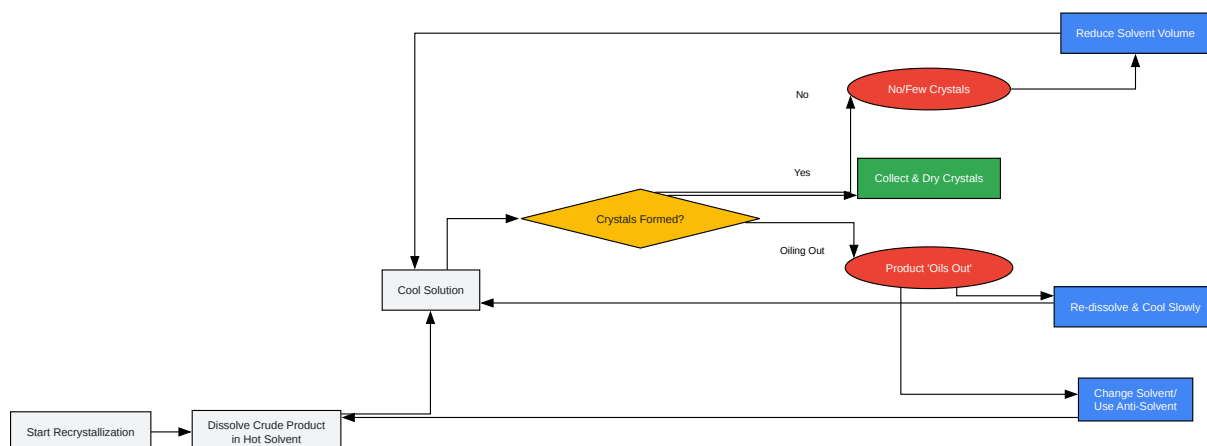 Reduce Solvent Volume
No/Few Crystals
No
Yes
Collect & Dry Crystals
Crystals Formed?
Oiling Out
Product 'Oils Out'
Cool Solution
Re-dissolve & Cool Slowly
Change Solvent/
Use Anti-Solvent
Start Recrystallization
Dissolve Crude Product
in Hot Solvent